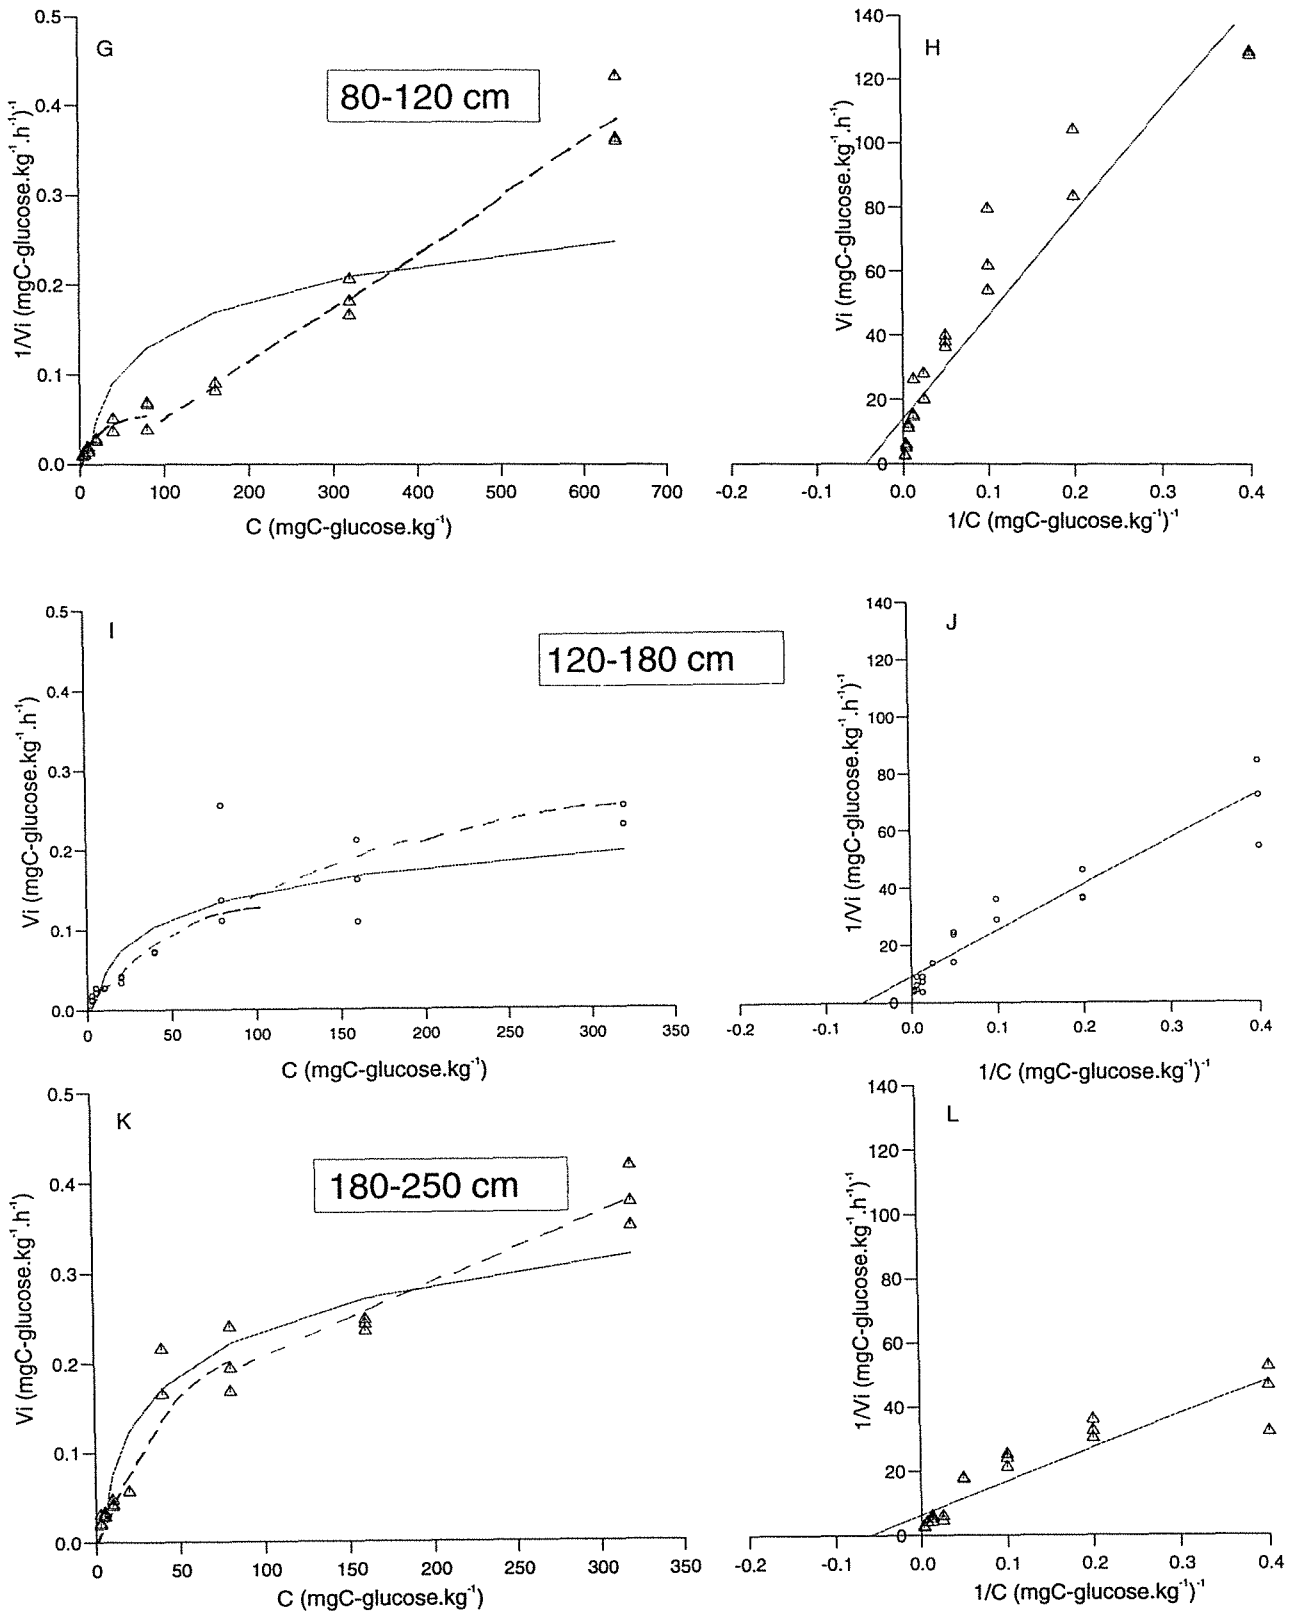 G
80-120 cm
1/Vi (mgC-glucose.kg⁻¹.h⁻¹)⁻¹
0.5
0.4
0.3
0.2
0.1
0.0
0 100 200 300 400 500 600 700
C (mgC-glucose.kg⁻¹)
H
Vi (mgC-glucose.kg⁻¹.h⁻¹)
140
120
100
80
60
40
20
0
-0.2 -0.1 0.0 0.1 0.2 0.3 0.4
1/C (mgC-glucose.kg⁻¹)⁻¹
I
120-180 cm
Vi (mgC-glucose.kg⁻¹.h⁻¹)
0.5
0.4
0.3
0.2
0.1
0.0
0 50 100 150 200 250 300 350
C (mgC-glucose.kg⁻¹)
J
1/Vi (mgC-glucose.kg⁻¹.h⁻¹)⁻¹
140
120
100
80
60
40
20
0
-0.2 -0.1 0.0 0.1 0.2 0.3 0.4
1/C (mgC-glucose.kg⁻¹)⁻¹
K
180-250 cm
Vi (mgC-glucose.kg⁻¹.h⁻¹)
0.5
0.4
0.3
0.2
0.1
0.0
0 50 100 150 200 250 300 350
C (mgC-glucose.kg⁻¹)
L
1/Vi (mgC-glucose.kg⁻¹.h⁻¹)⁻¹
140
120
100
80
60
40
20
0
-0.2 -0.1 0.0 0.1 0.2 0.3 0.4
1/C (mgC-glucose.kg⁻¹)⁻¹